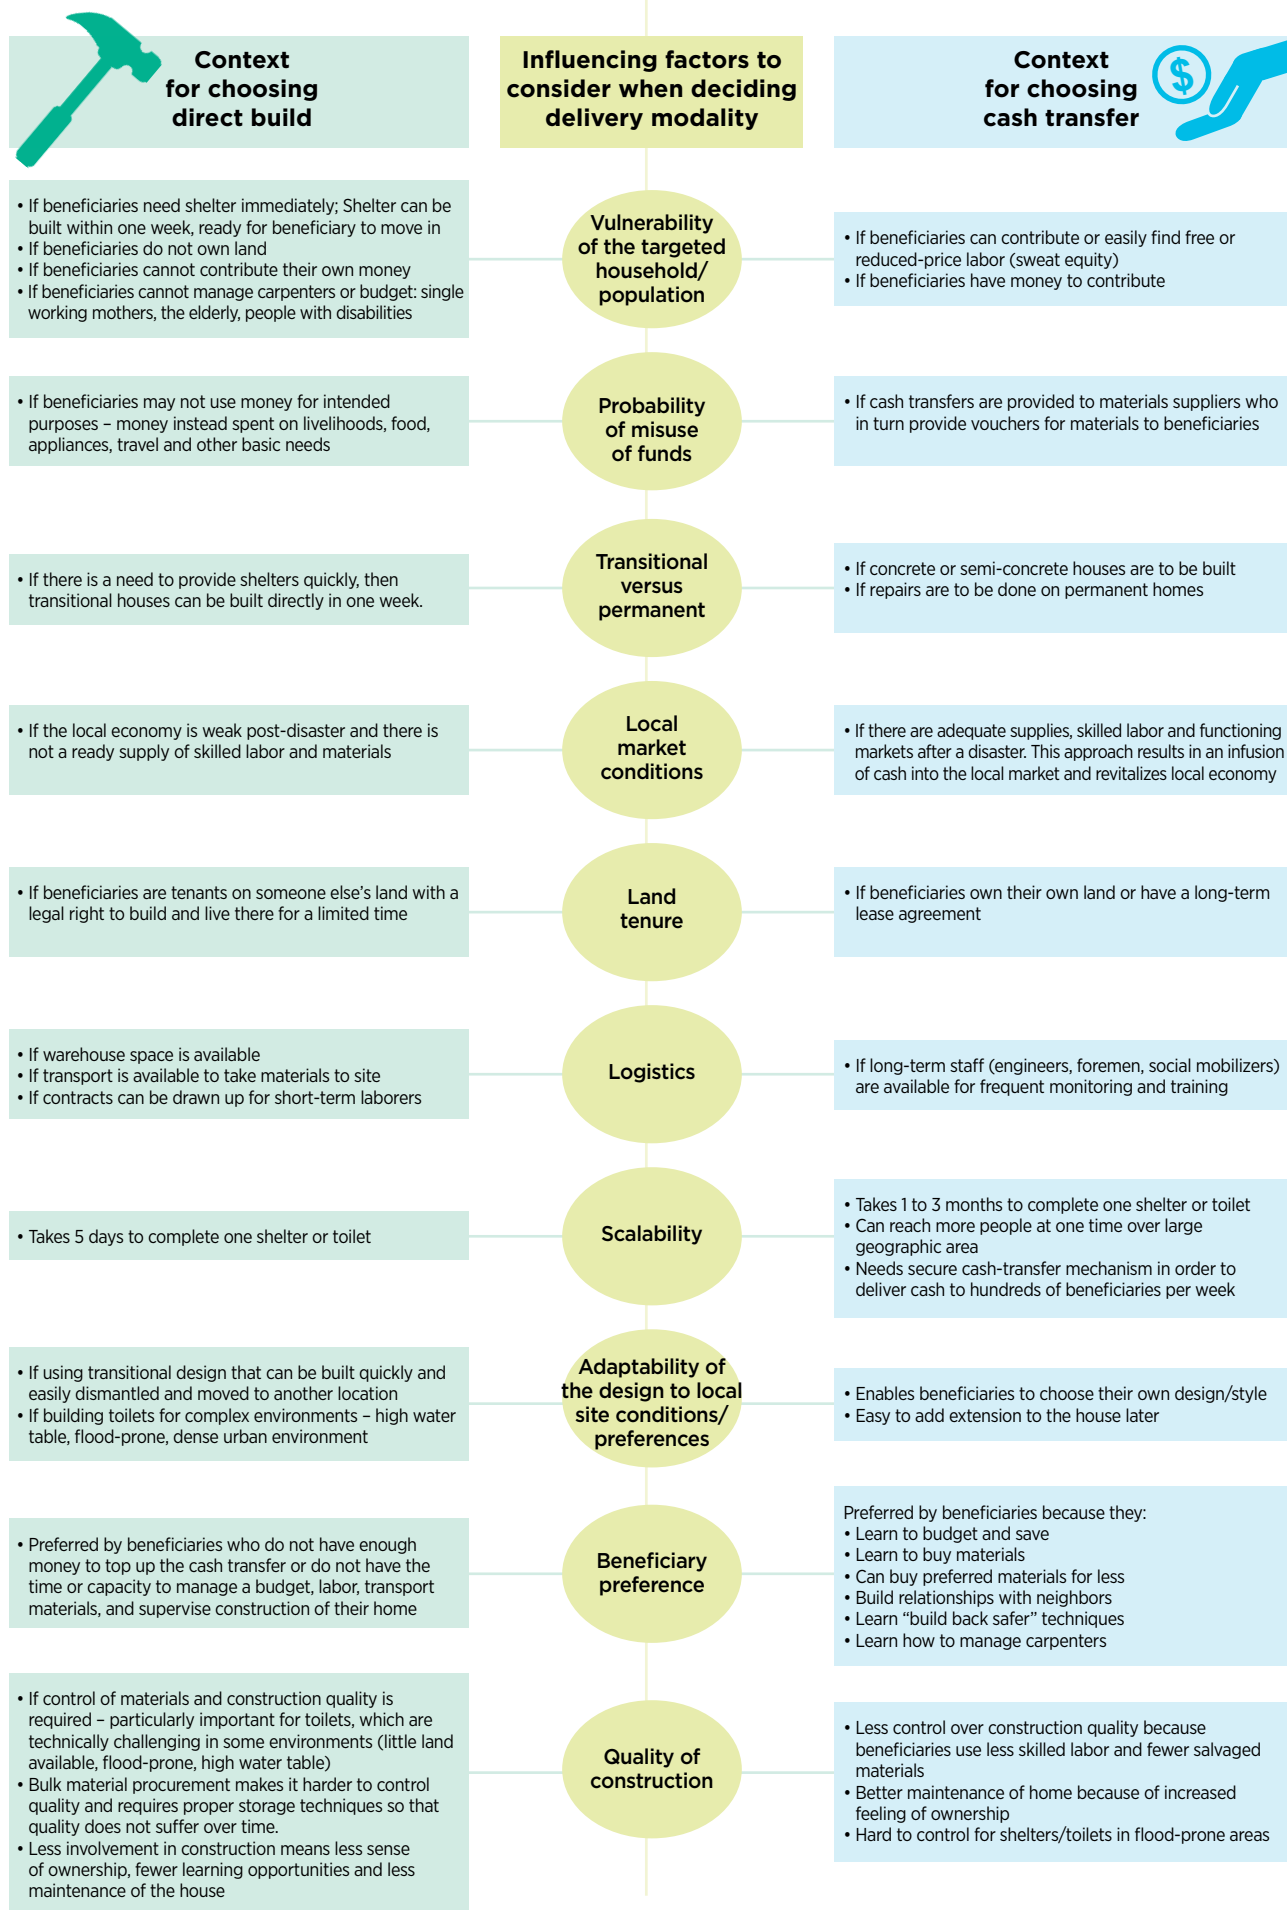 Context
for choosing
direct build
Influencing factors to
consider when deciding
delivery modality
Context
for choosing
cash transfer
$
• If beneficiaries need shelter immediately; Shelter can be
built within one week, ready for beneficiary to move in
• If beneficiaries do not own land
• If beneficiaries cannot contribute their own money
• If beneficiaries cannot manage carpenters or budget: single
working mothers, the elderly, people with disabilities
Vulnerability
of the targeted
household/
population
• If beneficiaries can contribute or easily find free or
reduced-price labor (sweat equity)
• If beneficiaries have money to contribute
• If beneficiaries may not use money for intended
purposes – money instead spent on livelihoods, food,
appliances, travel and other basic needs
Probability
of misuse
of funds
• If cash transfers are provided to materials suppliers who
in turn provide vouchers for materials to beneficiaries
• If there is a need to provide shelters quickly, then
transitional houses can be built directly in one week.
Transitional
versus
permanent
• If concrete or semi-concrete houses are to be built
• If repairs are to be done on permanent homes
• If the local economy is weak post-disaster and there is
not a ready supply of skilled labor and materials
Local
market
conditions
• If there are adequate supplies, skilled labor and functioning
markets after a disaster. This approach results in an infusion
of cash into the local market and revitalizes local economy
• If beneficiaries are tenants on someone else’s land with a
legal right to build and live there for a limited time
Land
tenure
• If beneficiaries own their own land or have a long-term
lease agreement
• If warehouse space is available
• If transport is available to take materials to site
• If contracts can be drawn up for short-term laborers
Logistics
• If long-term staff (engineers, foremen, social mobilizers)
are available for frequent monitoring and training
• Takes 5 days to complete one shelter or toilet
Scalability
• Takes 1 to 3 months to complete one shelter or toilet
• Can reach more people at one time over large
geographic area
• Needs secure cash-transfer mechanism in order to
deliver cash to hundreds of beneficiaries per week
• If using transitional design that can be built quickly and
easily dismantled and moved to another location
• If building toilets for complex environments – high water
table, flood-prone, dense urban environment
Adaptability of
the design to local
site conditions/
preferences
• Enables beneficiaries to choose their own design/style
• Easy to add extension to the house later
• Preferred by beneficiaries who do not have enough
money to top up the cash transfer or do not have the
time or capacity to manage a budget, labor, transport
materials, and supervise construction of their home
Beneficiary
preference
Preferred by beneficiaries because they:
• Learn to budget and save
• Learn to buy materials
• Can buy preferred materials for less
• Build relationships with neighbors
• Learn “build back safer” techniques
• Learn how to manage carpenters
• If control of materials and construction quality is
required – particularly important for toilets, which are
technically challenging in some environments (little land
available, flood-prone, high water table)
• Bulk material procurement makes it harder to control
quality and requires proper storage techniques so that
quality does not suffer over time.
• Less involvement in construction means less sense
of ownership, fewer learning opportunities and less
maintenance of the house
Quality of
construction
• Less control over construction quality because
beneficiaries use less skilled labor and fewer salvaged
materials
• Better maintenance of home because of increased
feeling of ownership
• Hard to control for shelters/toilets in flood-prone areas